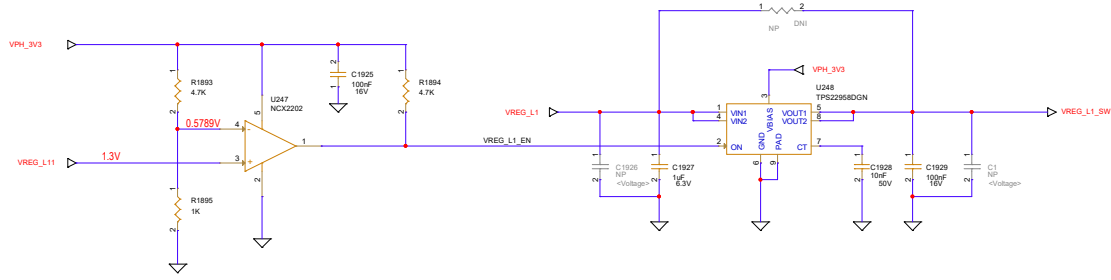 1
2
NP
DNI
VPH_3V3
R1893
4.7K
C1925
100nF
16V
R1894
4.7K
U247
NCX2202
0.5789V
5
4
-
3
+
1
2
VREG_L11
1.3V
R1895
1K
VREG_L1_EN
VPH_3V3
U248
TPS22958DGN
VREG_L1
1
4
2
3
5
8
7
6
9
VIN1
VIN2
VBIAS
VOUT1
VOUT2
GND
PAD
ON
CT
VREG_L1_SW
C1926
NP
<Voltage>
C1927
1uF
6.3V
C1928
10nF
50V
C1929
100nF
16V
C1
NP
<Voltage>